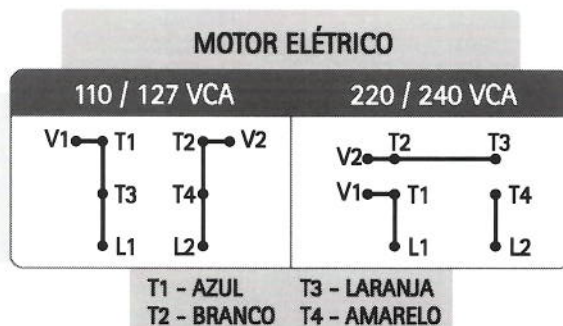 MOTOR ELÉTRICO
110 / 127 VCA
V1 T1 T2 V2
T3 T4
L1 L2
220 / 240 VCA
T2 T3
V2
V1 T1 T4
L1 L2
T1 - AZUL T3 - LARANJA
T2 - BRANCO T4 - AMARELO